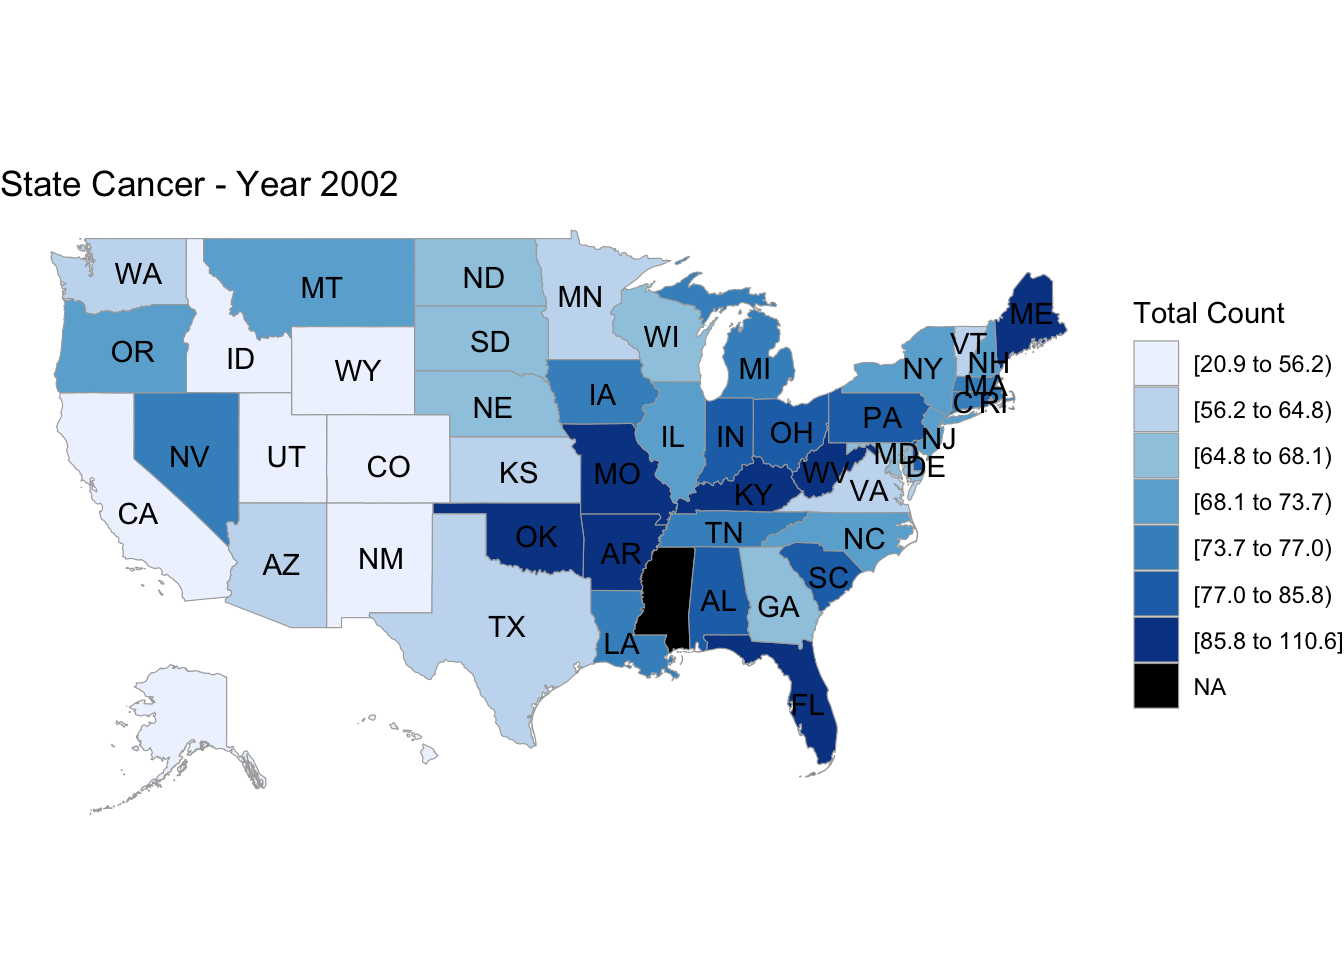 State Cancer - Year 2002
WA
MT
ND
MN
ME
OR
ID
WY
SD
WI
MI
NY
VT
NH
MA
CT
RI
NV
UT
CO
NE
IA
IL
IN
OH
PA
NJ
MD
DE
CA
KS
MO
KY
WV
VA
AZ
NM
OK
AR
TN
NC
SC
TX
LA
AL
GA
FL
Total Count
[20.9 to 56.2)
[56.2 to 64.8)
[64.8 to 68.1)
[68.1 to 73.7)
[73.7 to 77.0)
[77.0 to 85.8)
[85.8 to 110.6]
NA